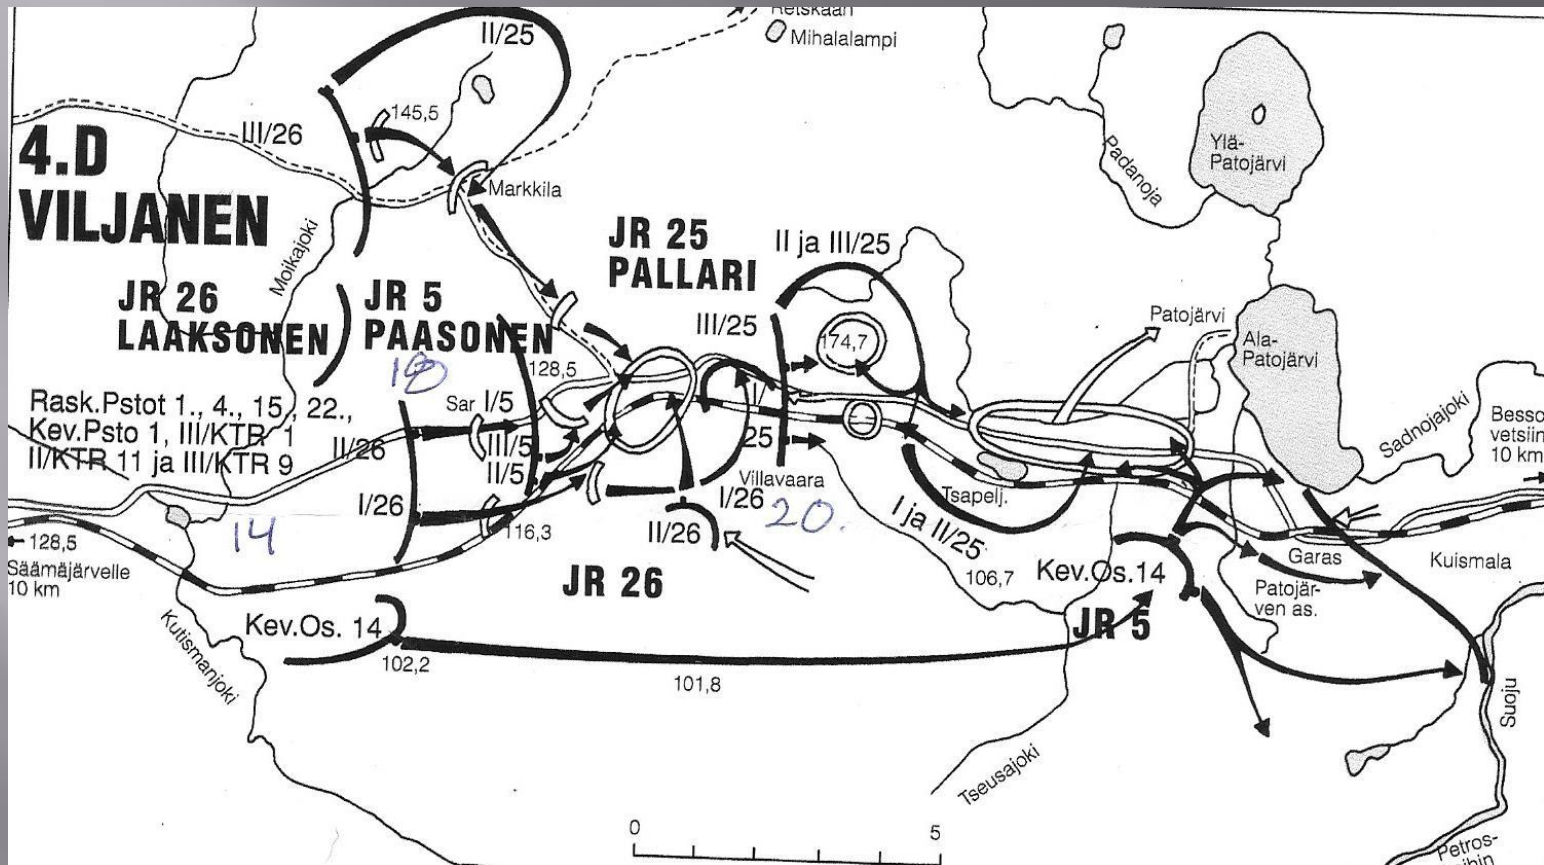 Retskaan
Mihalalampi
II/25
145,5
III/26
4.D
VILJANEN
Markkila
Moikajoki
Padanoja
Ylä-
Patojärvi
JR 25
PALLARI
II ja III/25
JR 26
LAAKSONEN
JR 5
PAASONEN
III/25
174,7
Patojärvi
Ala-
Patojärvi
128,5
Rask.Pstot 1., 4., 15., 22.,
Kev.Psto 1, III/KTR 1
II/KTR 11 ja III/KTR 9
Sar I/5
III/5
II/5
II/26
I/26
I/
25
Villavaara
I/26
20.
14
116,3
II/26
Tsapelj.
I ja II/25
Sadnojajoki
Besso
vetsiin
10 km
128,5
Säämäjärvelle
10 km
JR 26
106,7
Kev.Os.14
JR 5
Garas
Patojär-
ven as.
Kuismala
Kutismanjoki
Kev.Os. 14
102,2
101,8
Suoju
Tseusajoki
0 5
Petros-